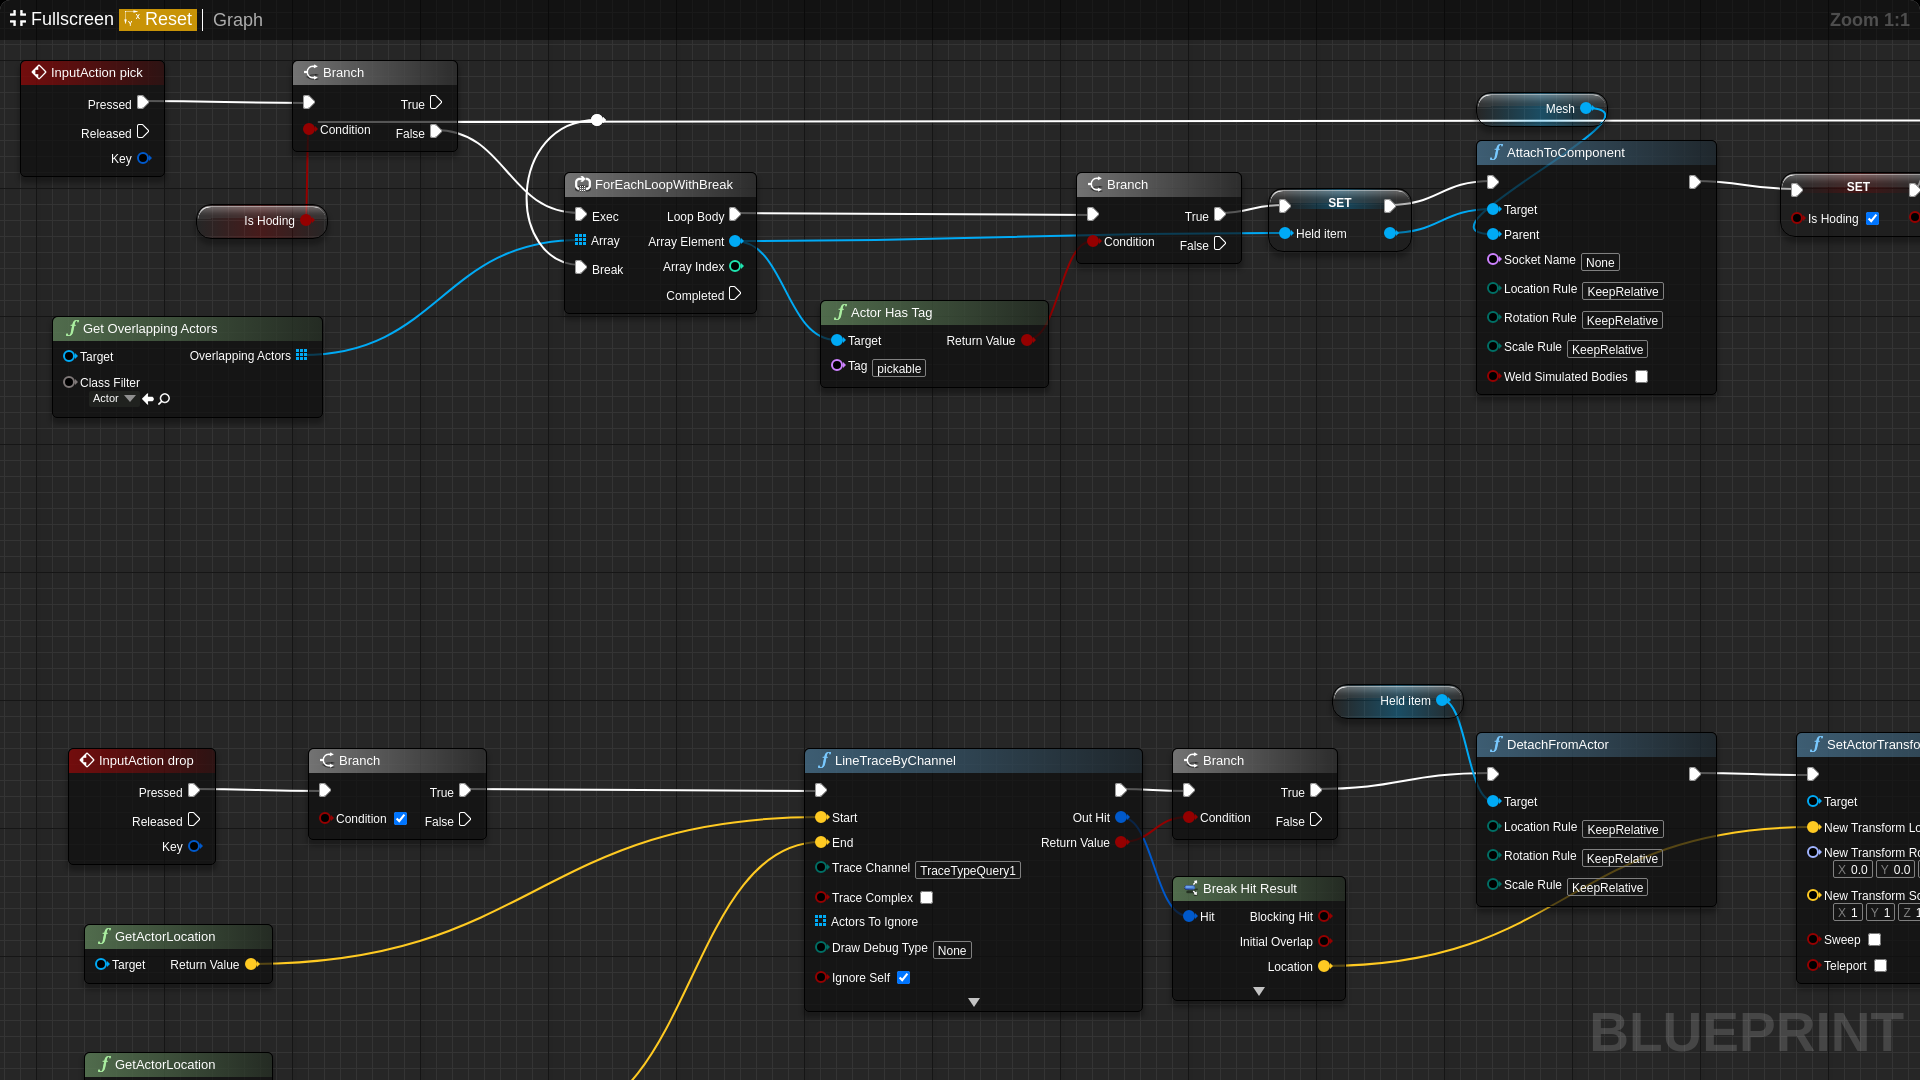 Fullscreen Reset Graph Zoom 1:1
InputAction pick
Pressed
Released
Key
Branch
True
Condition False
Is Hoding
ForEachLoopWithBreak
Exec Loop Body
Array Array Element
Array Index
Break
Completed
Get Overlapping Actors
Target Overlapping Actors
Class Filter
Actor
Actor Has Tag
Target Return Value
Tag pickable
Branch
True
Condition False
SET
Held item
Mesh
AttachToComponent
Target
Parent
Socket Name None
Location Rule KeepRelative
Rotation Rule KeepRelative
Scale Rule KeepRelative
Weld Simulated Bodies
SET
Is Hoding
InputAction drop
Pressed
Released
Key
Branch
True
Condition False
GetActorLocation
Target Return Value
GetActorLocation
LineTraceByChannel
Start Out Hit
End Return Value
Trace Channel TraceTypeQuery1
Trace Complex
Actors To Ignore
Draw Debug Type None
Ignore Self
Branch
True
Condition False
Break Hit Result
Hit Blocking Hit
Initial Overlap
Location
Held item
DetachFromActor
Target
Location Rule KeepRelative
Rotation Rule KeepRelative
Scale Rule KeepRelative
SetActorTransfo
Target
New Transform Lo
New Transform Ro
X 0.0 Y 0.0
New Transform Sc
X 1 Y 1 Z 1
Sweep
Teleport
BLUEPRINT